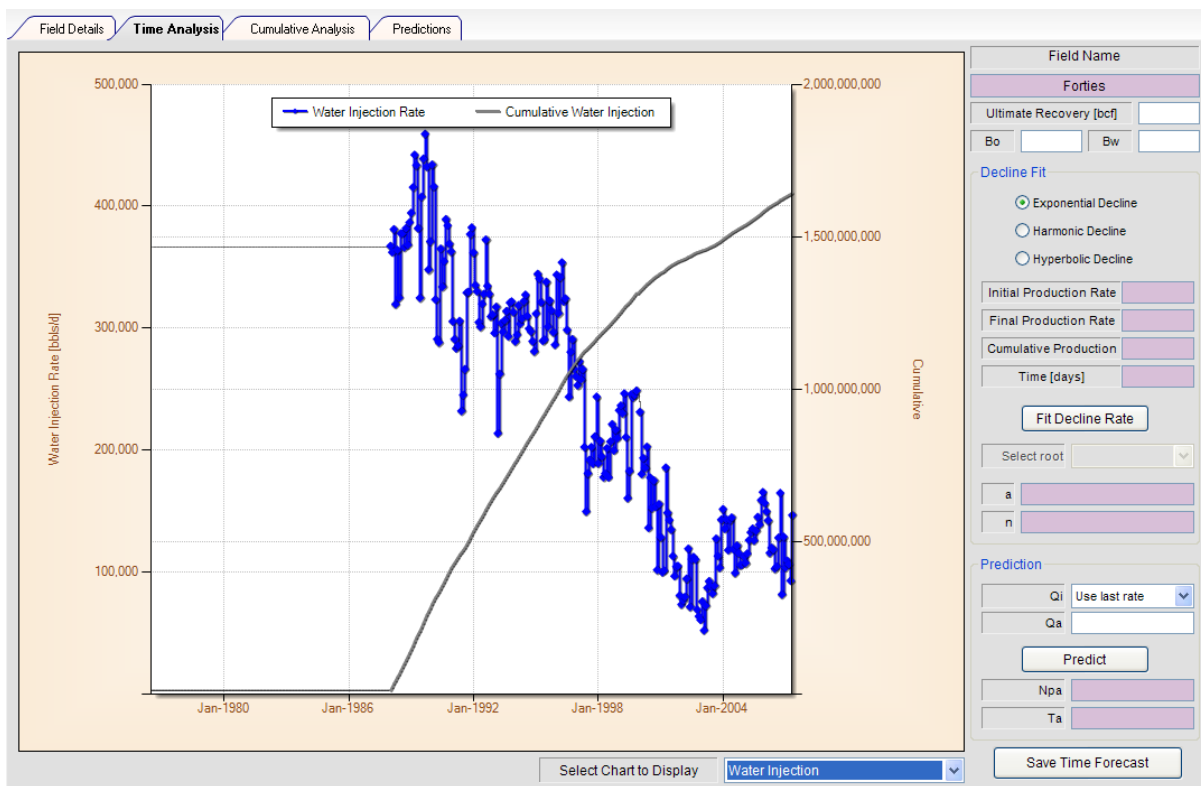 Field Details Time Analysis Cumulative Analysis Predictions
500,000
400,000
300,000
200,000
100,000
Water Injection Rate [bbls/d]
Water Injection Rate Cumulative Water Injection
2,000,000,000
1,500,000,000
1,000,000,000
500,000,000
Cumulative
Jan-1980 Jan-1986 Jan-1992 Jan-1998 Jan-2004
Select Chart to Display Water Injection
Field Name
Forties
Ultimate Recovery [bcf]
Bo Bw
Decline Fit
Exponential Decline
Harmonic Decline
Hyperbolic Decline
Initial Production Rate
Final Production Rate
Cumulative Production
Time [days]
Fit Decline Rate
Select root
a
n
Prediction
Qi Use last rate
Qa
Predict
Npa
Ta
Save Time Forecast